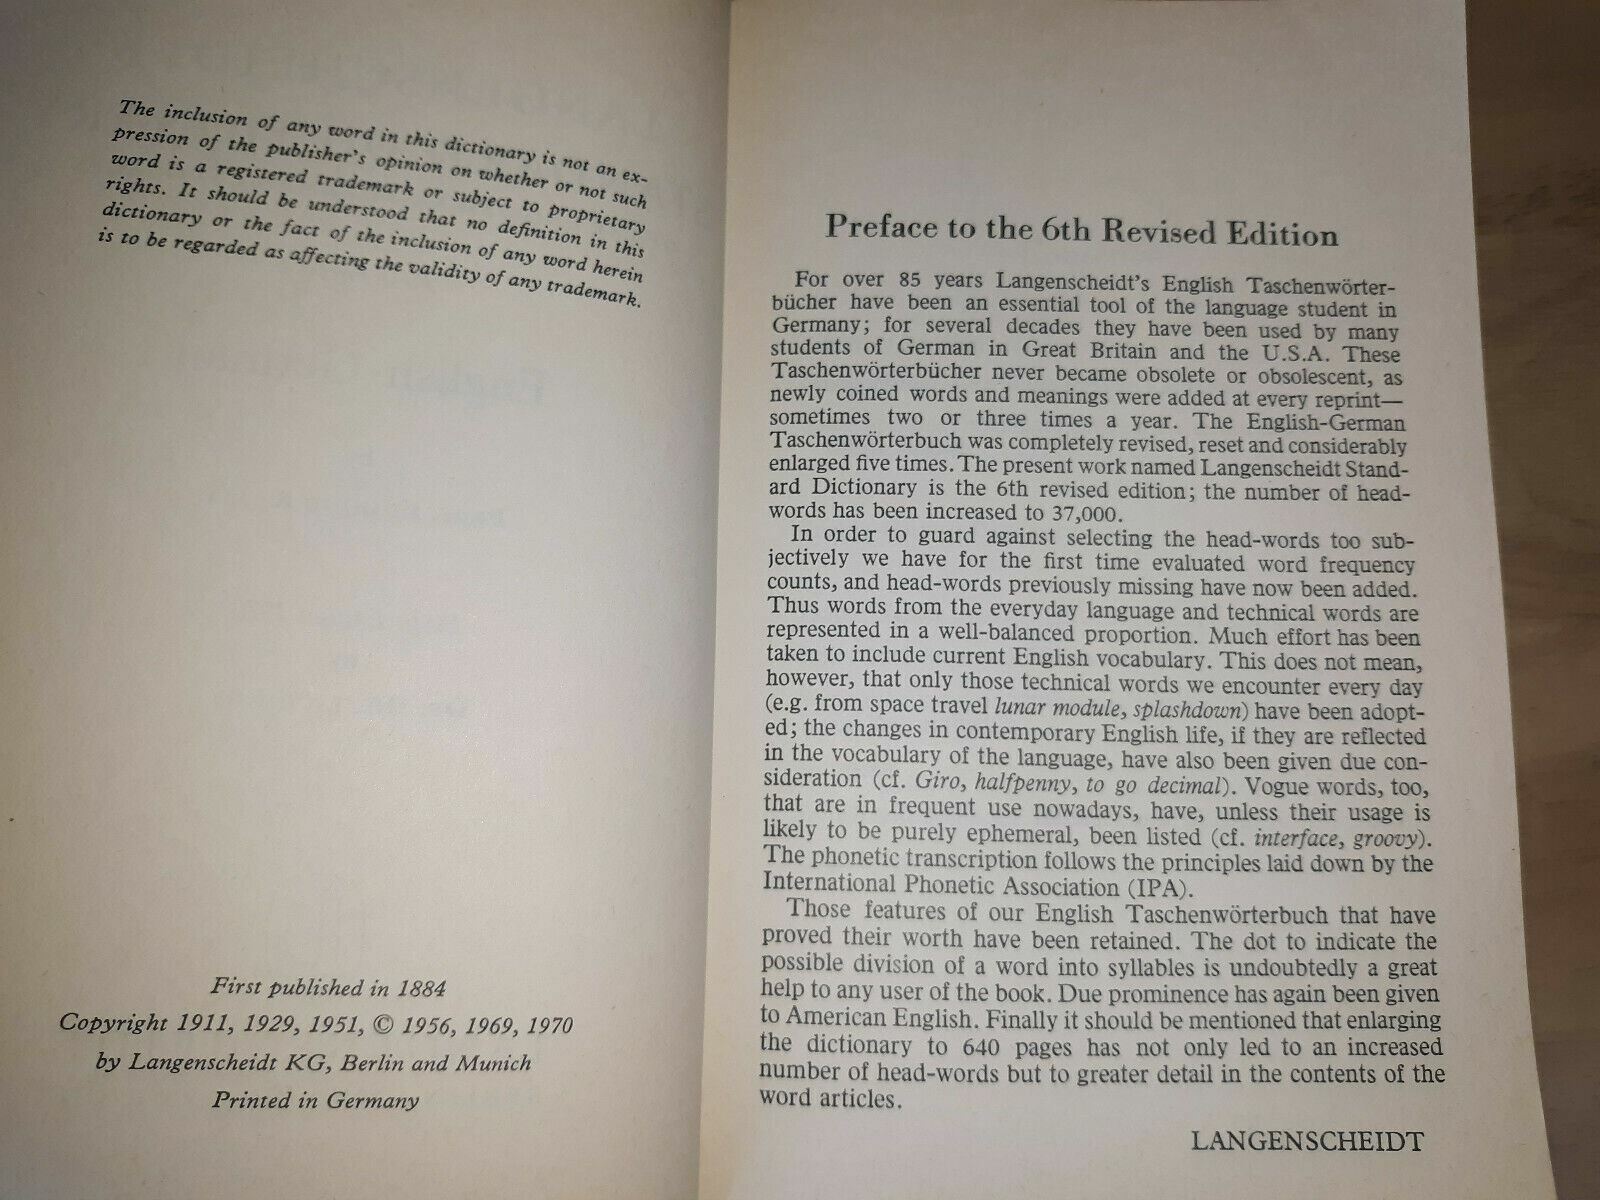 The inclusion of any word in this dictionary is not an ex-
pression of the publisher's opinion on whether or not such
word is a registered trademark or subject to proprietary
rights. It should be understood that no definition in this
dictionary or the fact of the inclusion of any word herein
is to be regarded as affecting the validity of any trademark.
First published in 1884
Copyright 1911, 1929, 1951, © 1956, 1969, 1970
by Langenscheidt KG, Berlin and Munich
Printed in Germany
Preface to the 6th Revised Edition
For over 85 years Langenscheidt's English Taschenwörter-
bücher have been an essential tool of the language student in
Germany; for several decades they have been used by many
students of German in Great Britain and the U.S.A. These
Taschenwörterbücher never became obsolete or obsolescent, as
newly coined words and meanings were added at every reprint—
sometimes two or three times a year. The English-German
Taschenwörterbuch was completely revised, reset and considerably
enlarged five times. The present work named Langenscheidt Stand-
ard Dictionary is the 6th revised edition; the number of head-
words has been increased to 37,000.
In order to guard against selecting the head-words too sub-
jectively we have for the first time evaluated word frequency
counts, and head-words previously missing have now been added.
Thus words from the everyday language and technical words are
represented in a well-balanced proportion. Much effort has been
taken to include current English vocabulary. This does not mean,
however, that only those technical words we encounter every day
(e.g. from space travel lunar module, splashdown) have been adopt-
ed; the changes in contemporary English life, if they are reflected
in the vocabulary of the language, have also been given due con-
sideration (cf. Giro, halfpenny, to go decimal). Vogue words, too,
that are in frequent use nowadays, have, unless their usage is
likely to be purely ephemeral, been listed (cf. interface, groovy).
The phonetic transcription follows the principles laid down by the
International Phonetic Association (IPA).
Those features of our English Taschenwörterbuch that have
proved their worth have been retained. The dot to indicate the
possible division of a word into syllables is undoubtedly a great
help to any user of the book. Due prominence has again been given
to American English. Finally it should be mentioned that enlarging
the dictionary to 640 pages has not only led to an increased
number of head-words but to greater detail in the contents of the
word articles.
LANGENSCHEIDT